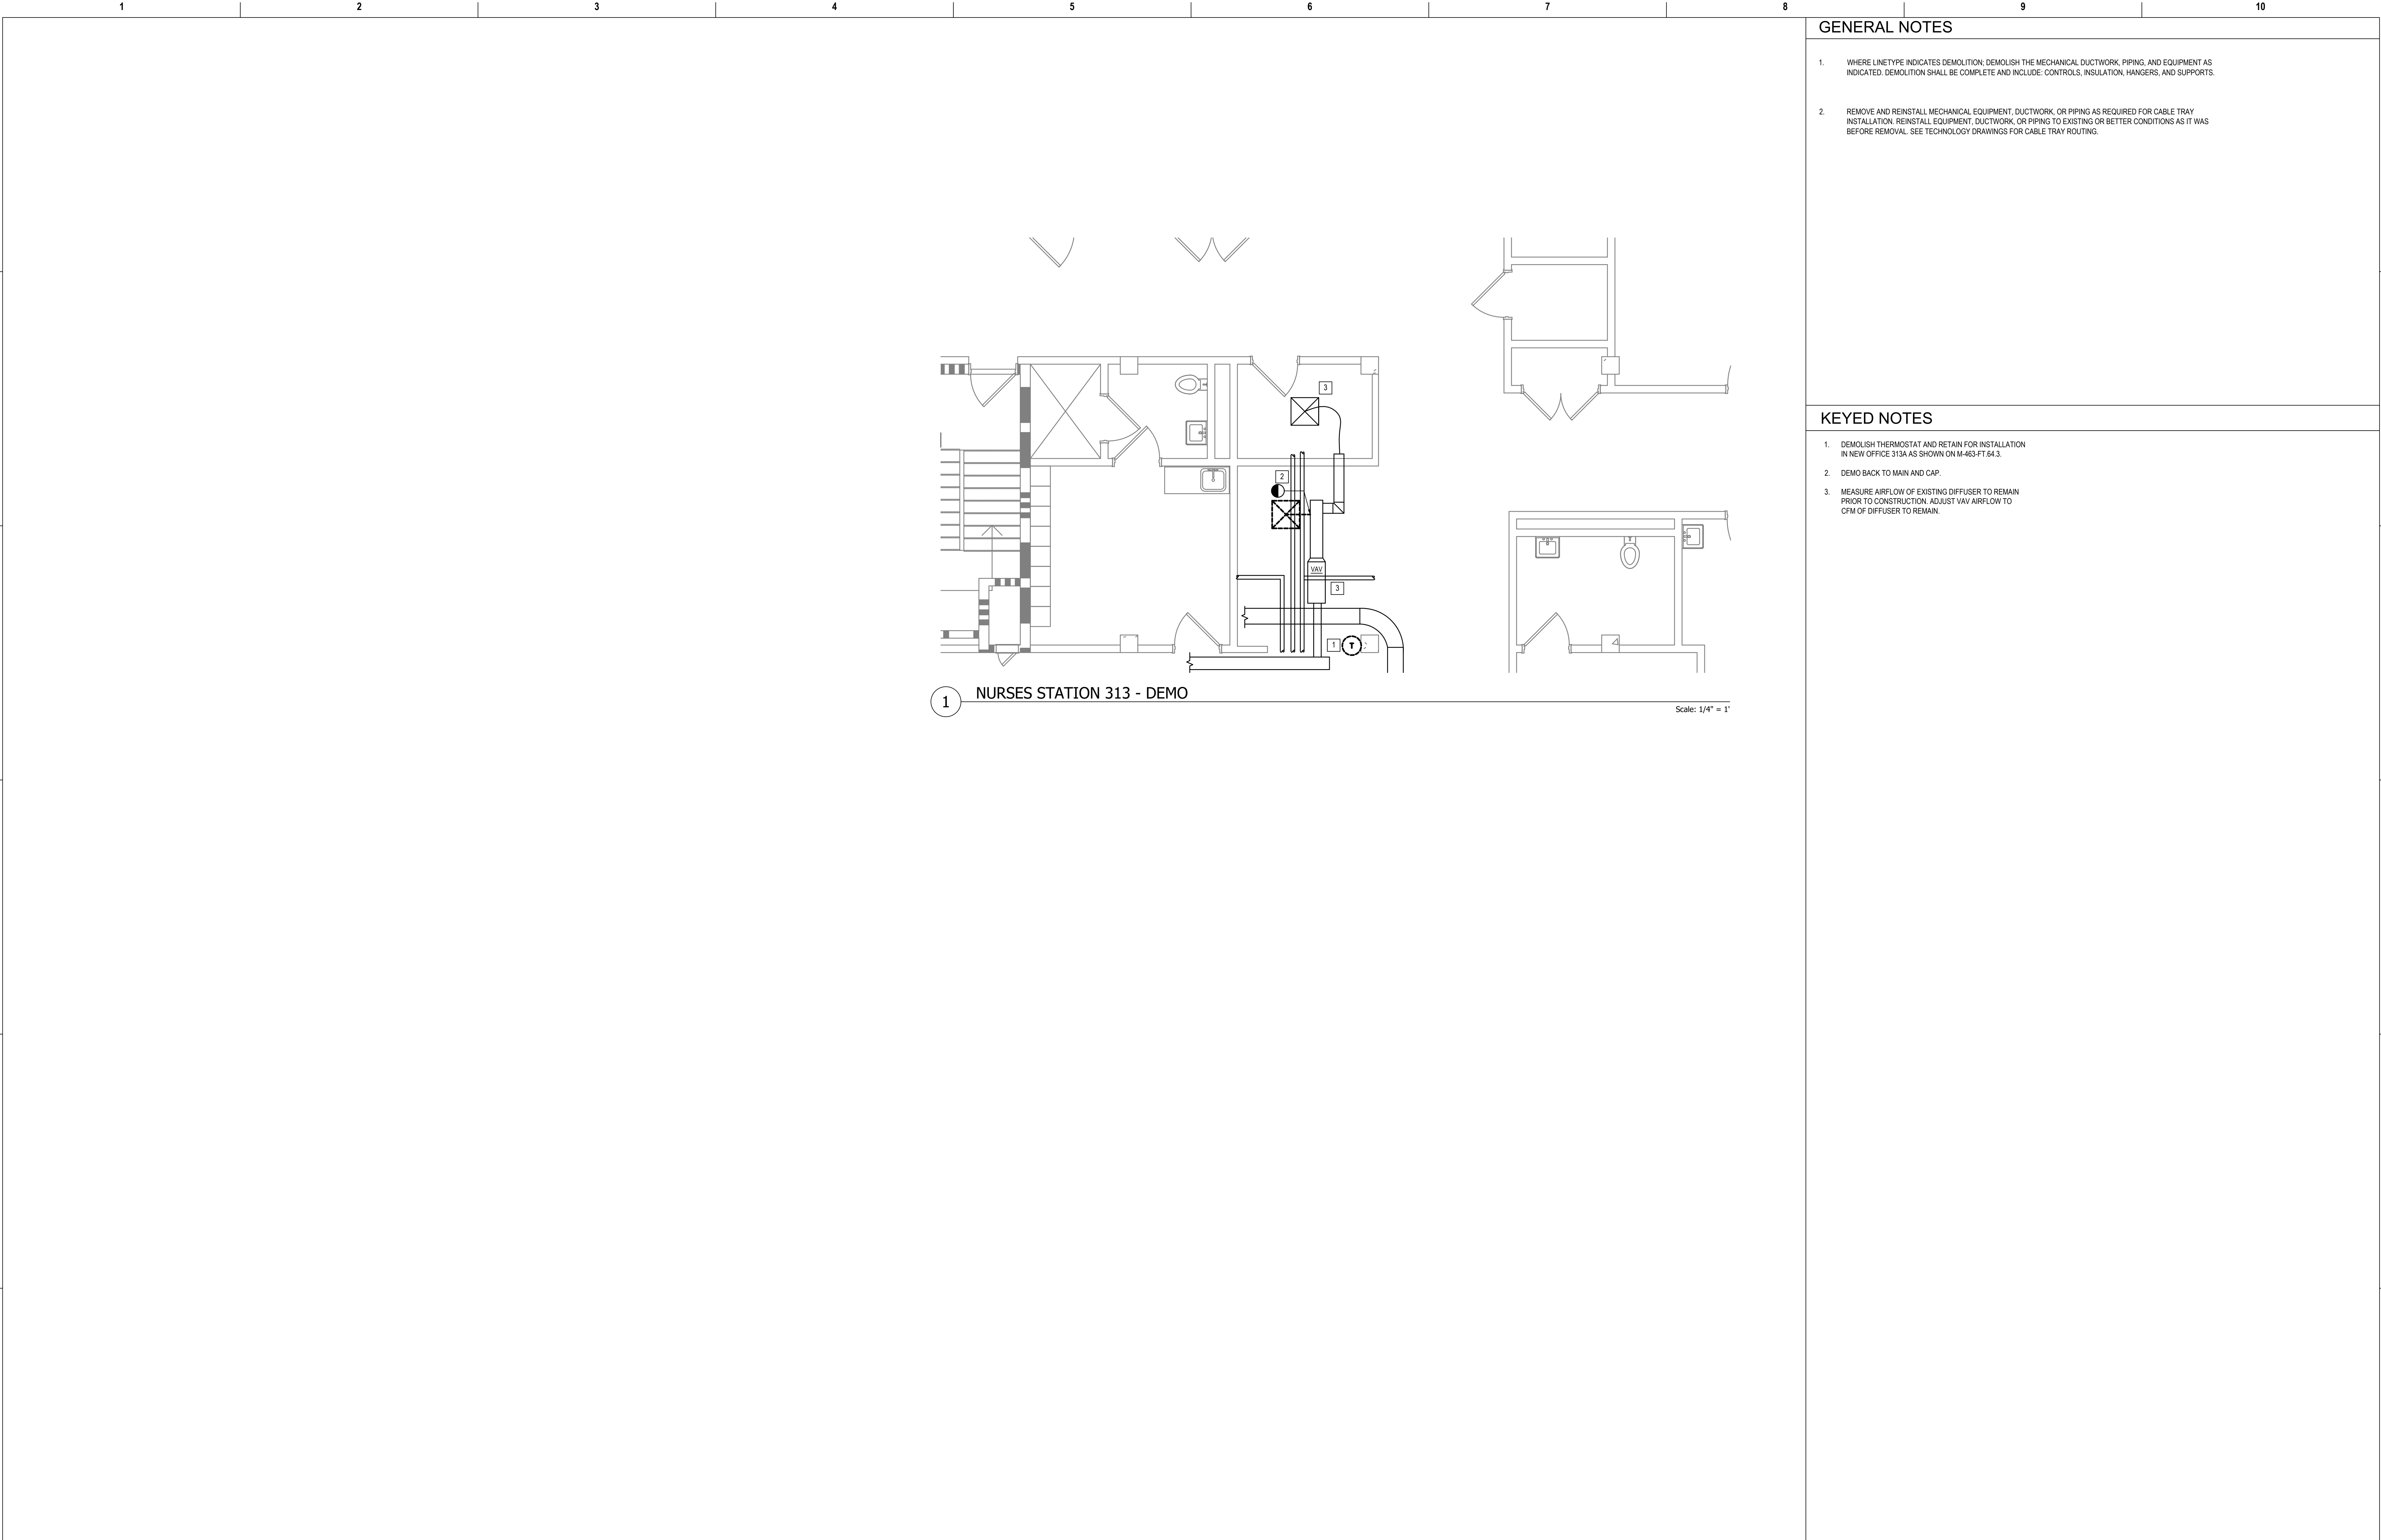 1 2 3 4 5 6 7 8 9 10
GENERAL NOTES
1. WHERE LINETYPE INDICATES DEMOLITION; DEMOLISH THE MECHANICAL DUCTWORK, PIPING, AND EQUIPMENT AS
INDICATED. DEMOLITION SHALL BE COMPLETE AND INCLUDE: CONTROLS, INSULATION, HANGERS, AND SUPPORTS.
2. REMOVE AND REINSTALL MECHANICAL EQUIPMENT, DUCTWORK, OR PIPING AS REQUIRED FOR CABLE TRAY
INSTALLATION. REINSTALL EQUIPMENT, DUCTWORK, OR PIPING TO EXISTING OR BETTER CONDITIONS AS IT WAS
BEFORE REMOVAL. SEE TECHNOLOGY DRAWINGS FOR CABLE TRAY ROUTING.
KEYED NOTES
1. DEMOLISH THERMOSTAT AND RETAIN FOR INSTALLATION
IN NEW OFFICE 313A AS SHOWN ON M-463-FT.64.3.
2. DEMO BACK TO MAIN AND CAP.
3. MEASURE AIRFLOW OF EXISTING DIFFUSER TO REMAIN
PRIOR TO CONSTRUCTION. ADJUST VAV AIRFLOW TO
CFM OF DIFFUSER TO REMAIN.
3
2
VAV
3
1 T
1 NURSES STATION 313 - DEMO
Scale: 1/4" = 1'